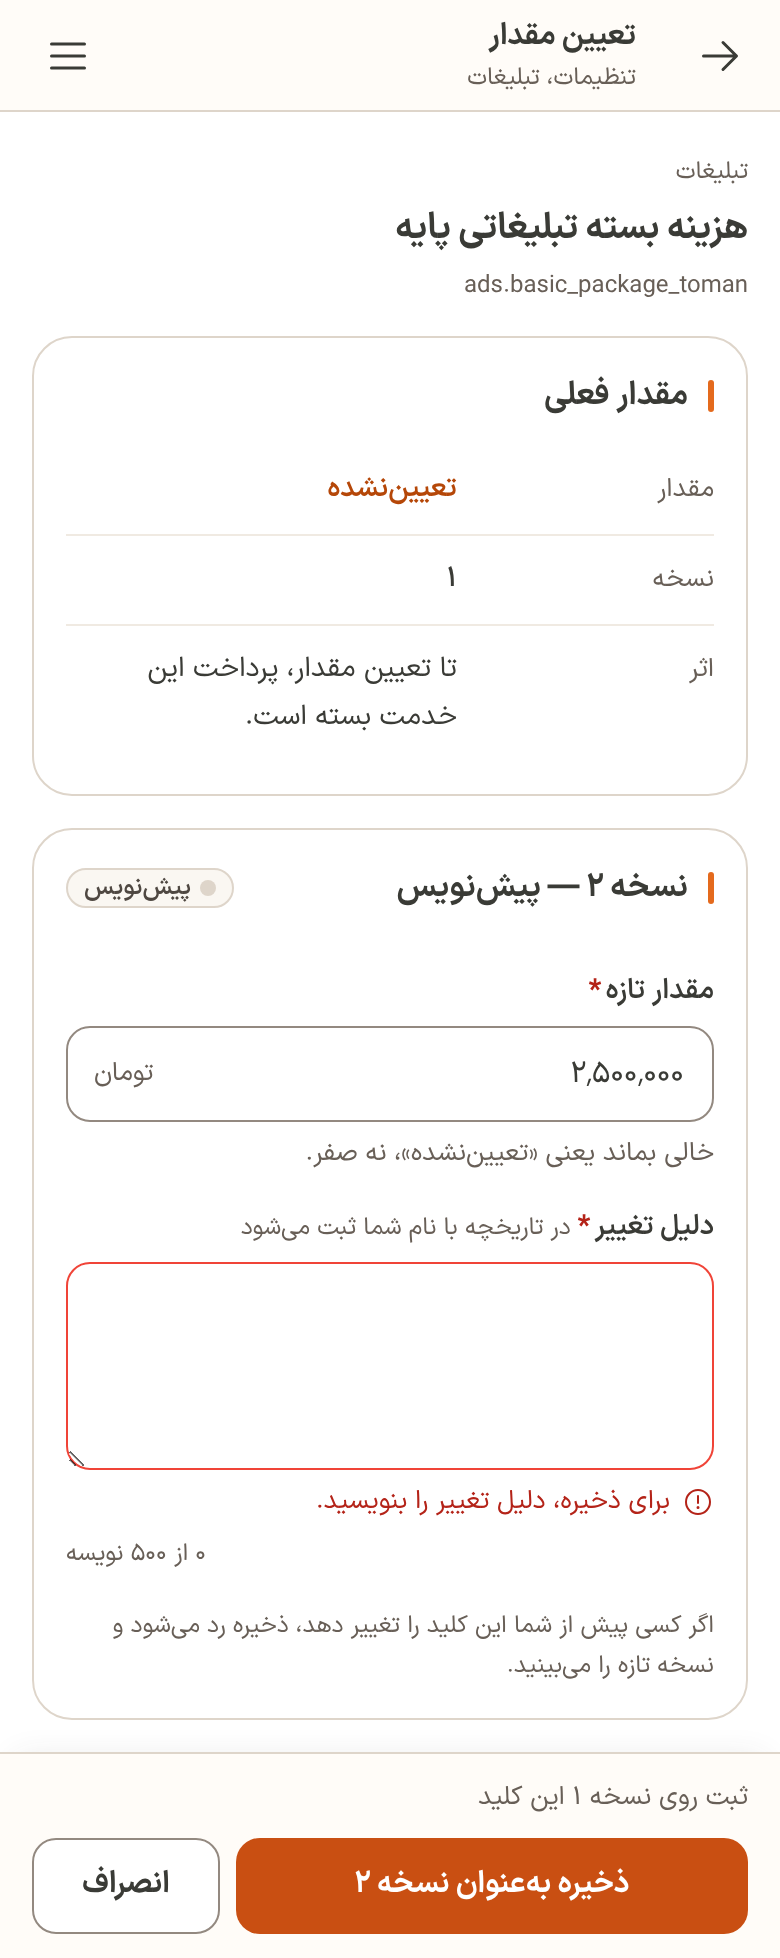 تعیین مقدار
تنظیمات، تبلیغات
تبلیغات
هزینه بسته تبلیغاتی پایه
ads.basic_package_toman
مقدار فعلی
مقدار تعیین‌نشده
نسخه ۱
اثر تا تعیین مقدار، پرداخت این
خدمت بسته است.
نسخه ۲ — پیش‌نویس پیش‌نویس
مقدار تازه *
۲٬۵۰۰٬۰۰۰ تومان
خالی بماند یعنی «تعیین‌نشده»، نه صفر.
دلیل تغییر * در تاریخچه با نام شما ثبت می‌شود
برای ذخیره، دلیل تغییر را بنویسید.
۰ از ۵۰۰ نویسه
اگر کسی پیش از شما این کلید را تغییر دهد، ذخیره رد می‌شود و
نسخه تازه را می‌بینید.
ثبت روی نسخه ۱ این کلید
ذخیره به‌عنوان نسخه ۲ انصراف